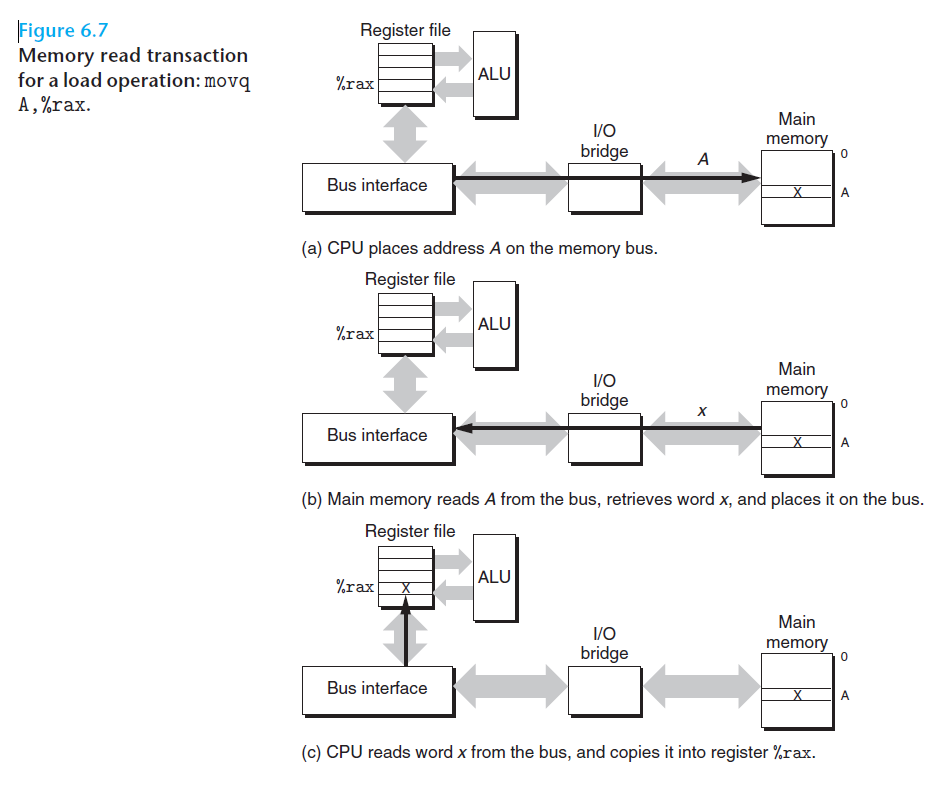 Figure 6.7
Memory read transaction
for a load operation: movq
A,%rax.
Register file
%rax
ALU
I/O
bridge
A
Main
memory
0
X
A
Bus interface
(a) CPU places address A on the memory bus.
Register file
%rax
ALU
I/O
bridge
x
Main
memory
0
X
A
Bus interface
(b) Main memory reads A from the bus, retrieves word x, and places it on the bus.
Register file
%rax
X
ALU
I/O
bridge
Main
memory
0
X
A
Bus interface
(c) CPU reads word x from the bus, and copies it into register %rax.